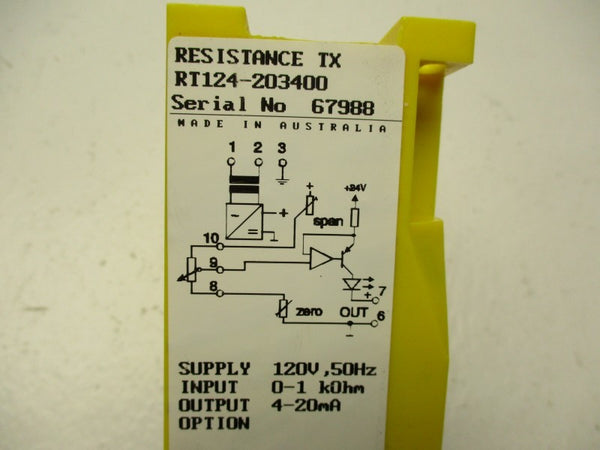 RESISTANCE TX
RT124-203400
Serial No 67988
MADE IN AUSTRALIA
1 2 3
+ +24V
span
- + =
10
9
8
+ 7
zero OUT 6
-
SUPPLY 120V,50Hz
INPUT 0-1 kOhm
OUTPUT 4-20mA
OPTION